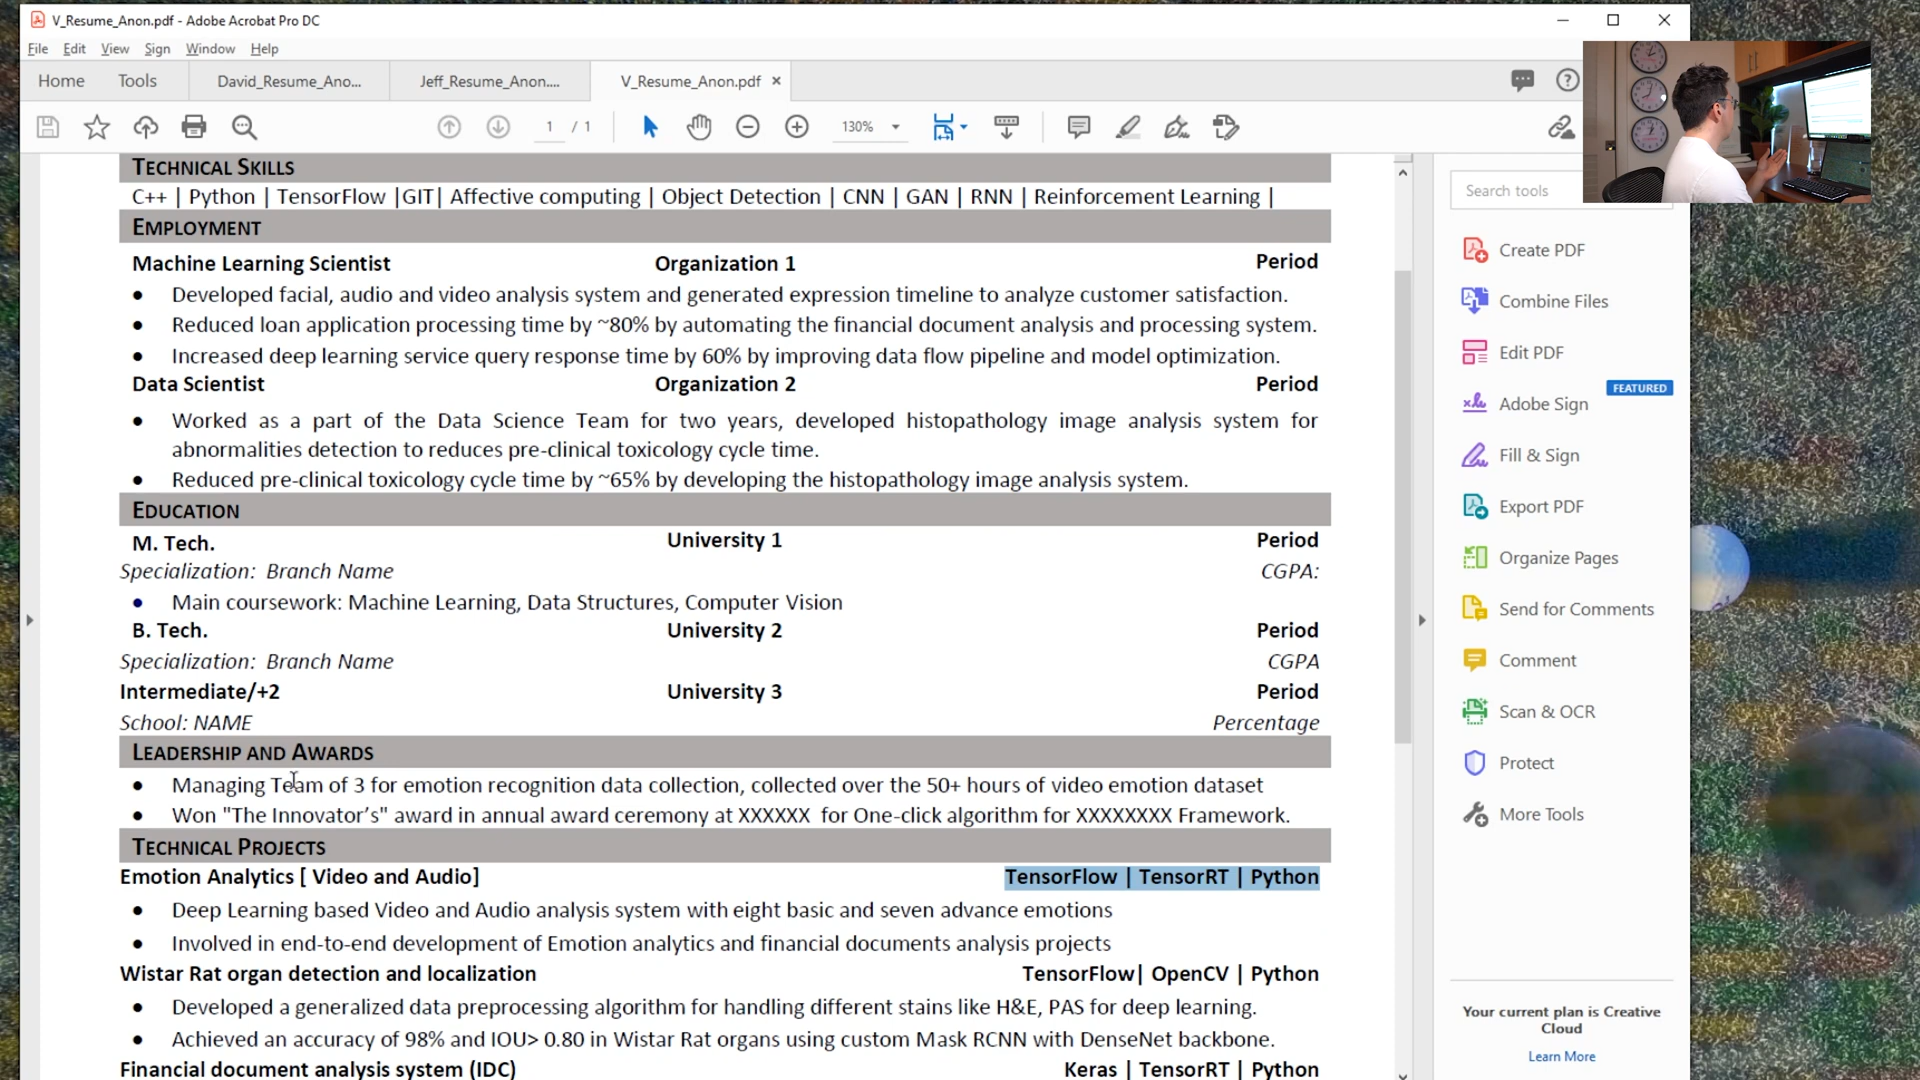 V_Resume_Anon.pdf - Adobe Acrobat Pro DC
File Edit View Sign Window Help
Home Tools David_Resume_Ano... Jeff_Resume_Anon.... V_Resume_Anon.pdf ×
1 / 1 130%
TECHNICAL SKILLS
C++ | Python | TensorFlow |GIT| Affective computing | Object Detection | CNN | GAN | RNN | Reinforcement Learning |
EMPLOYMENT
Machine Learning Scientist Organization 1 Period
• Developed facial, audio and video analysis system and generated expression timeline to analyze customer satisfaction.
• Reduced loan application processing time by ~80% by automating the financial document analysis and processing system.
• Increased deep learning service query response time by 60% by improving data flow pipeline and model optimization.
Data Scientist Organization 2 Period
• Worked as a part of the Data Science Team for two years, developed histopathology image analysis system for
abnormalities detection to reduces pre-clinical toxicology cycle time.
• Reduced pre-clinical toxicology cycle time by ~65% by developing the histopathology image analysis system.
EDUCATION
M. Tech. University 1 Period
Specialization: Branch Name CGPA:
• Main coursework: Machine Learning, Data Structures, Computer Vision
B. Tech. University 2 Period
Specialization: Branch Name CGPA
Intermediate/+2 University 3 Period
School: NAME Percentage
LEADERSHIP AND AWARDS
• Managing Team of 3 for emotion recognition data collection, collected over the 50+ hours of video emotion dataset
• Won "The Innovator’s" award in annual award ceremony at XXXXXX for One-click algorithm for XXXXXXXX Framework.
TECHNICAL PROJECTS
Emotion Analytics [ Video and Audio] TensorFlow | TensorRT | Python
• Deep Learning based Video and Audio analysis system with eight basic and seven advance emotions
• Involved in end-to-end development of Emotion analytics and financial documents analysis projects
Wistar Rat organ detection and localization TensorFlow| OpenCV | Python
• Developed a generalized data preprocessing algorithm for handling different stains like H&E, PAS for deep learning.
• Achieved an accuracy of 98% and IOU> 0.80 in Wistar Rat organs using custom Mask RCNN with DenseNet backbone.
Financial document analysis system (IDC) Keras | TensorRT | Python
Search tools
Create PDF
Combine Files
Edit PDF
FEATURED
Adobe Sign
Fill & Sign
Export PDF
Organize Pages
Send for Comments
Comment
Scan & OCR
Protect
More Tools
Your current plan is Creative
Cloud
Learn More